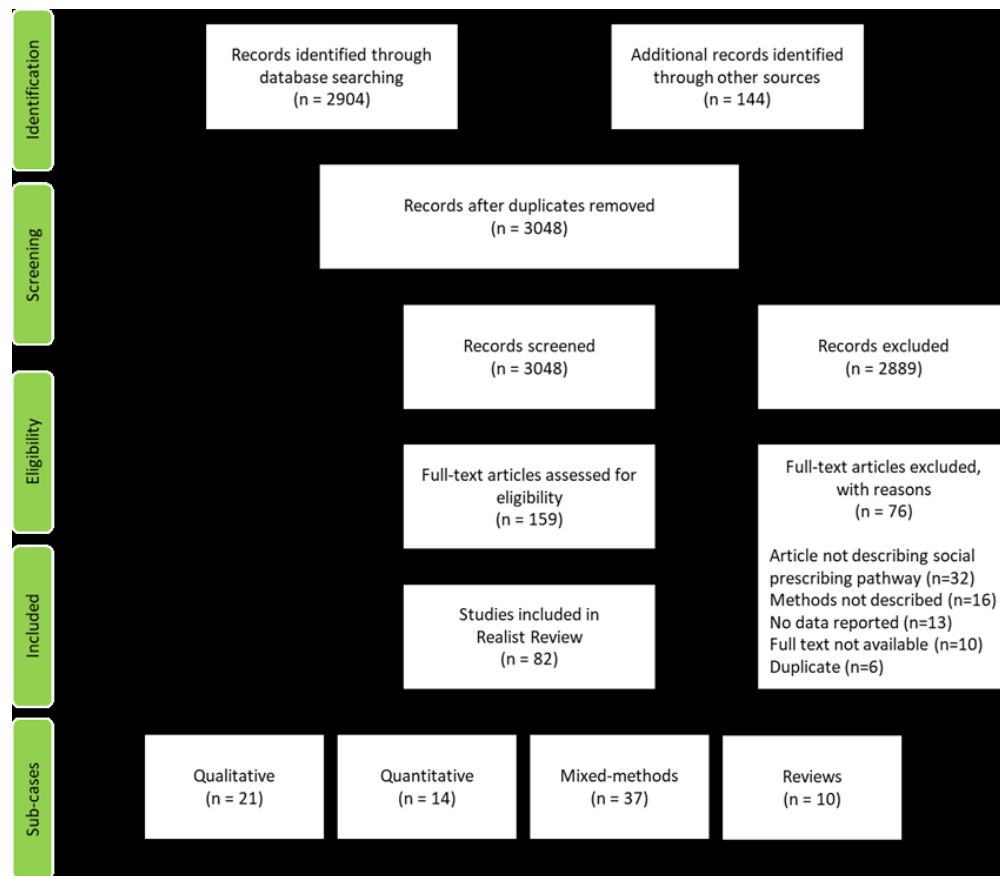 Identification
Records identified through
database searching
(n = 2904)
Additional records identified
through other sources
(n = 144)
Screening
Records after duplicates removed
(n = 3048)
Records screened
(n = 3048)
Records excluded
(n = 2889)
Eligibility
Full-text articles assessed for
eligibility
(n = 159)
Full-text articles excluded,
with reasons
(n = 76)
Article not describing social
prescribing pathway (n=32)
Methods not described (n=16)
No data reported (n=13)
Full text not available (n=10)
Duplicate (n=6)
Included
Studies included in
Realist Review
(n = 82)
Sub-cases
Qualitative
(n = 21)
Quantitative
(n = 14)
Mixed-methods
(n = 37)
Reviews
(n = 10)